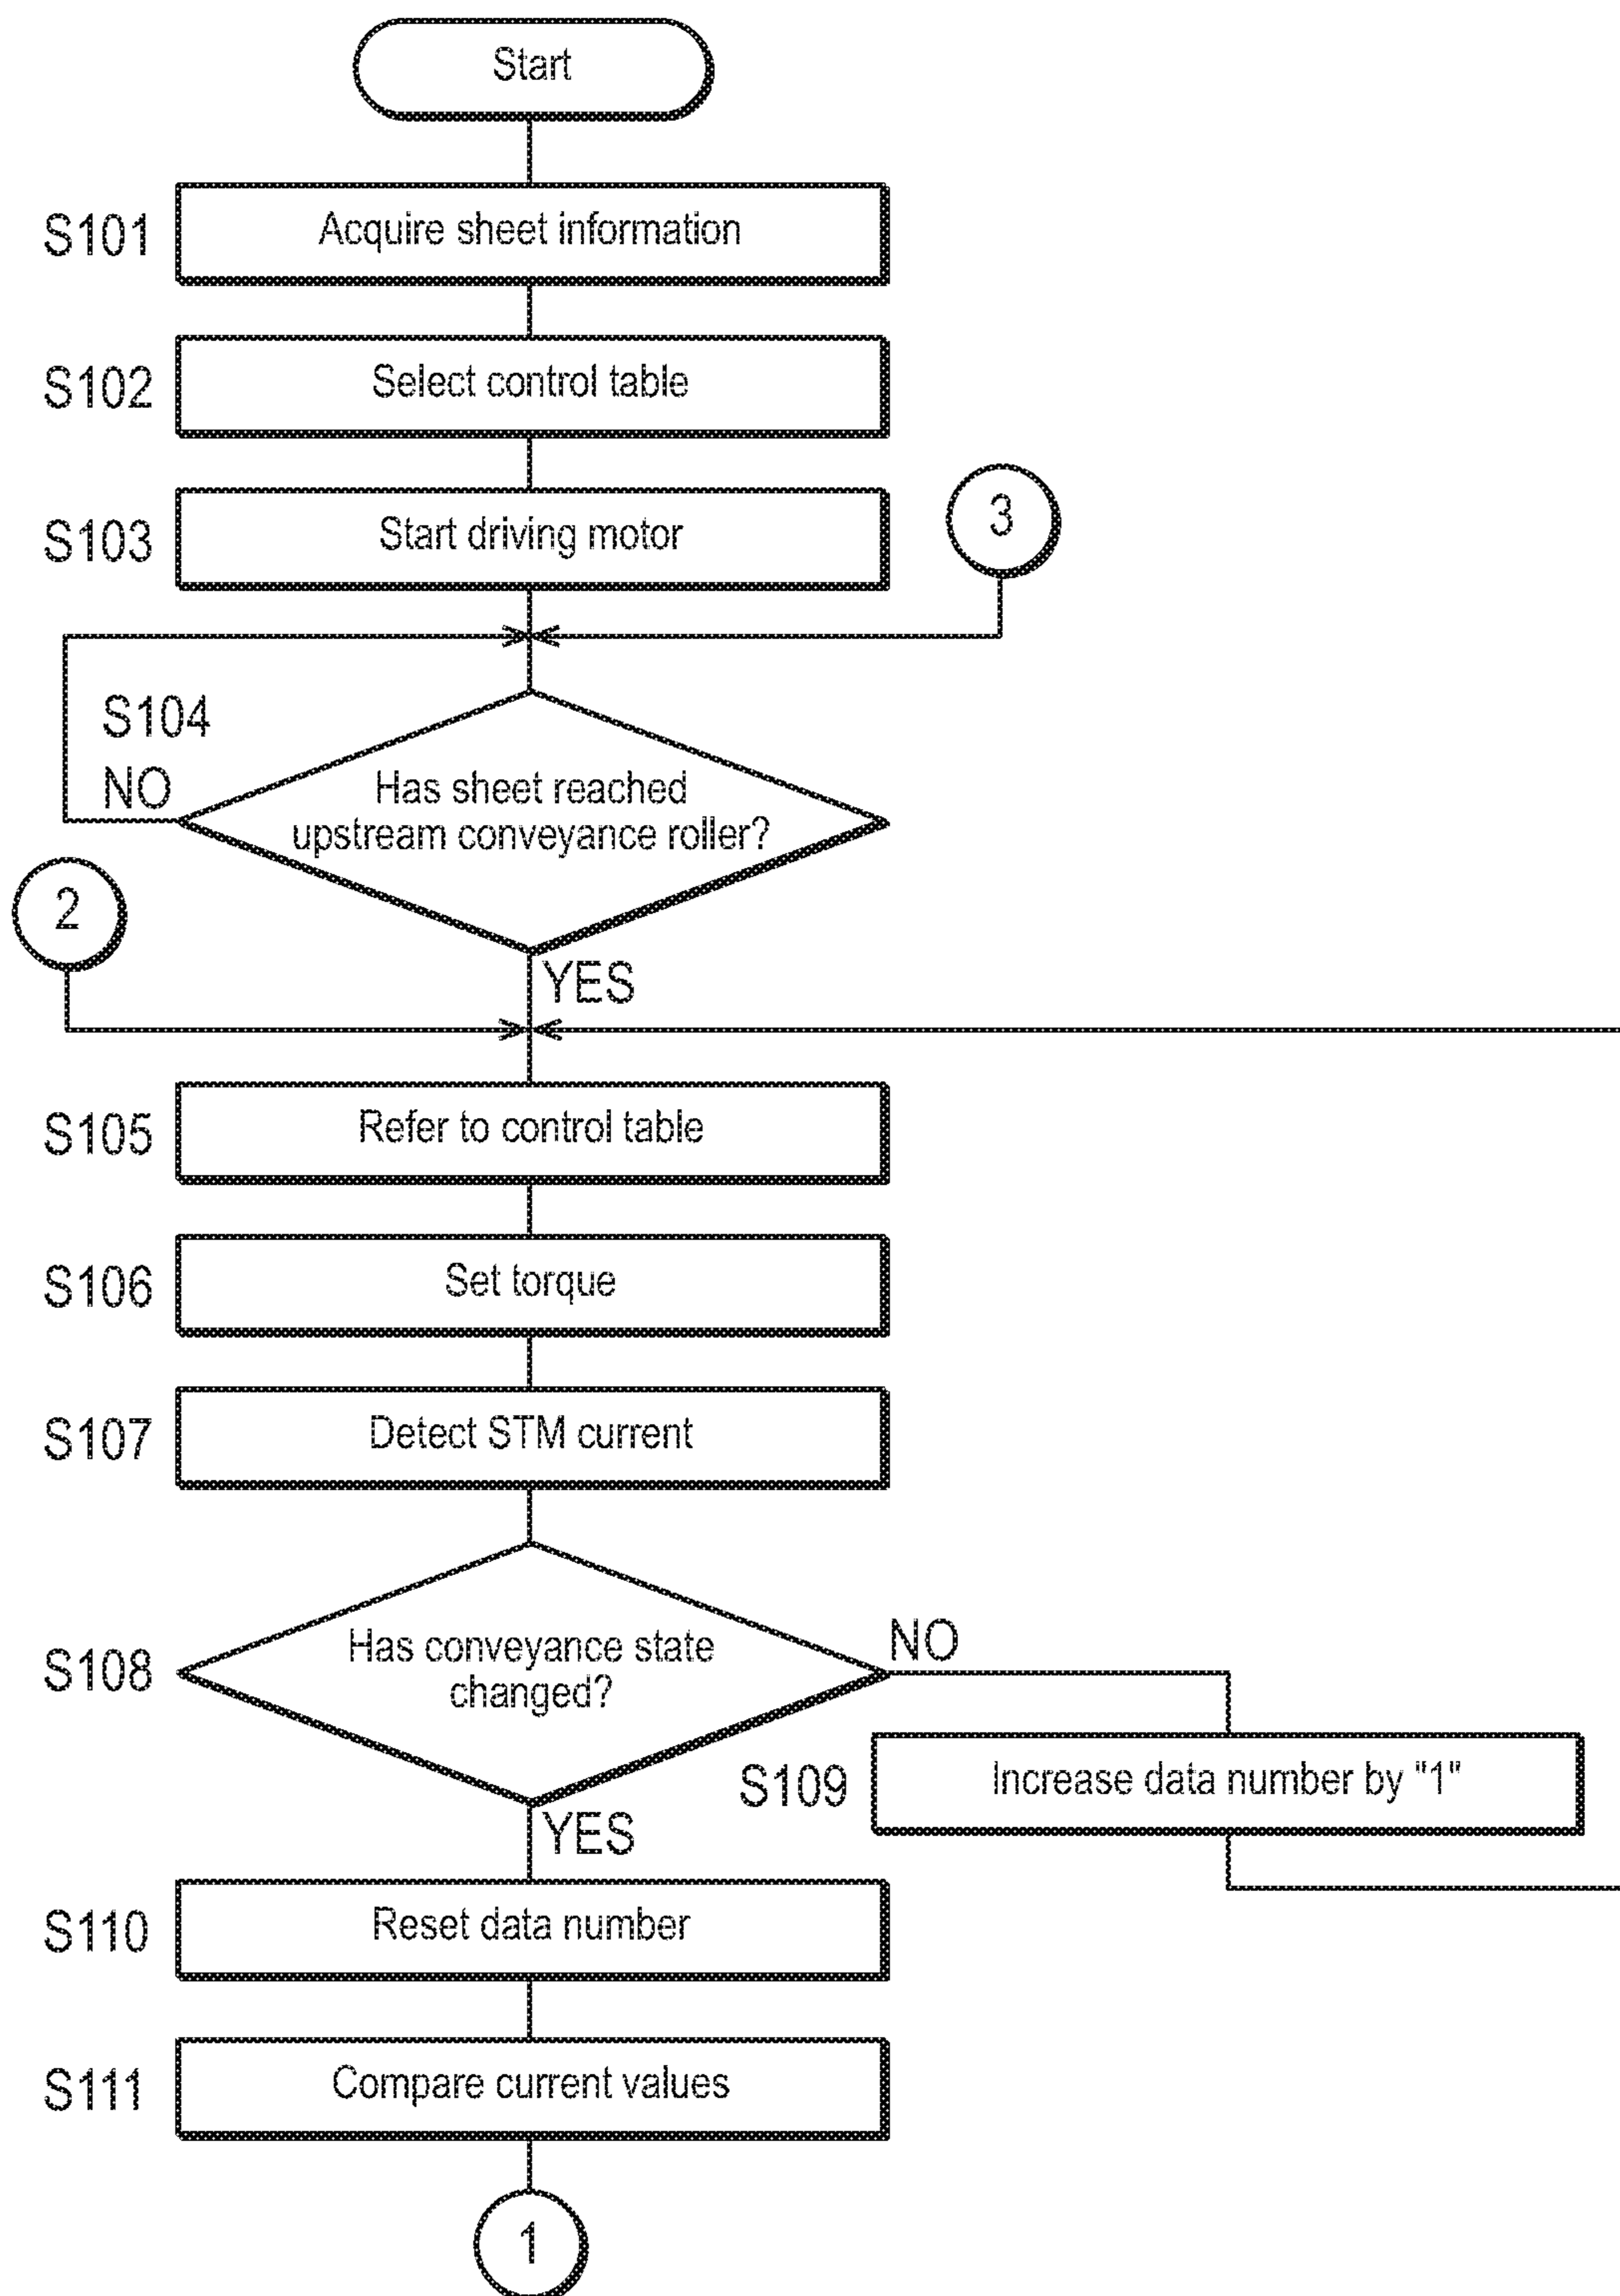 Start
S101
Acquire sheet information
S102
Select control table
S103
Start driving motor
3
S104
NO
Has sheet reached
upstream conveyance roller?
2
YES
S105
Refer to control table
S106
Set torque
S107
Detect STM current
S108
Has conveyance state
changed?
NO
S109
Increase data number by "1"
YES
S110
Reset data number
S111
Compare current values
1